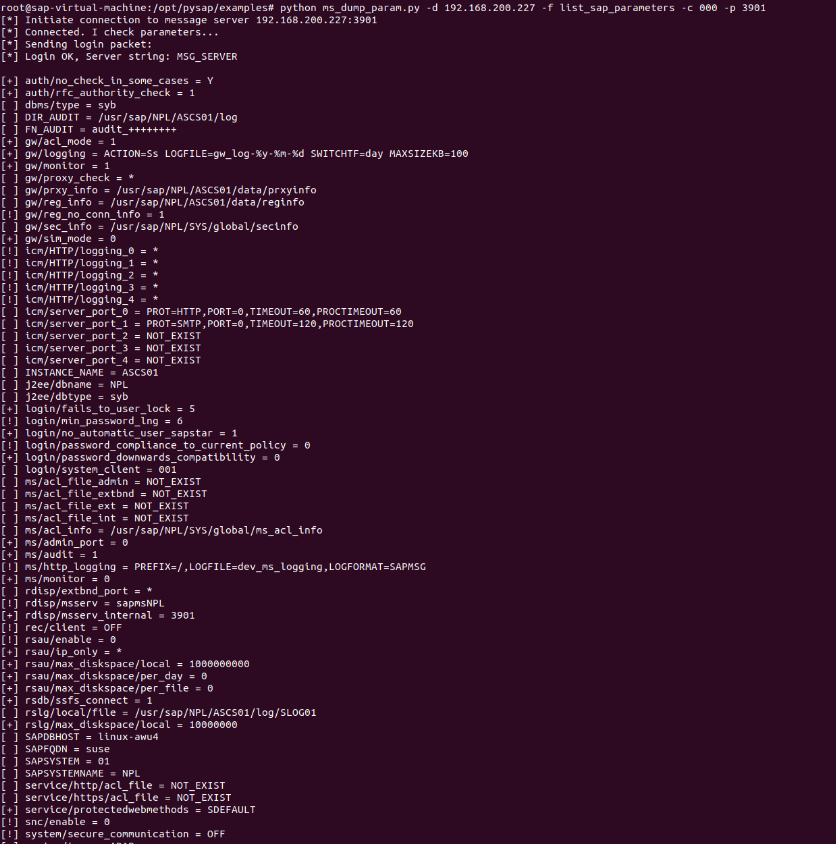 root@sap-virtual-machine:/opt/pysap/examples# python ms_dump_param.py -d 192.168.200.227 -f list_sap_parameters -c 000 -p 3901
[*] Initiate connection to message server 192.168.200.227:3901
[*] Connected. I check parameters...
[*] Sending login packet:
[*] Login OK, Server string: MSG_SERVER
[+] auth/no_check_in_some_cases = Y
[+] auth/rfc_authority_check = 1
[ ] dbms/type = syb
[ ] DIR_AUDIT = /usr/sap/NPL/ASCS01/log
[ ] FN_AUDIT = audit_++++++++
[+] gw/acl_mode = 1
[+] gw/logging = ACTION=Ss LOGFILE=gw_log-%y-%m-%d SWITCHTF=day MAXSIZEKB=100
[+] gw/monitor = 1
[ ] gw/proxy_check = *
[ ] gw/prxy_info = /usr/sap/NPL/ASCS01/data/prxyinfo
[ ] gw/reg_info = /usr/sap/NPL/ASCS01/data/reginfo
[!] gw/reg_no_conn_info = 1
[ ] gw/sec_info = /usr/sap/NPL/SYS/global/secinfo
[+] gw/sim_mode = 0
[!] icm/HTTP/logging_0 = *
[!] icm/HTTP/logging_1 = *
[!] icm/HTTP/logging_2 = *
[!] icm/HTTP/logging_3 = *
[!] icm/HTTP/logging_4 = *
[ ] icm/server_port_0 = PROT=HTTP,PORT=0,TIMEOUT=60,PROCTIMEOUT=60
[ ] icm/server_port_1 = PROT=SMTP,PORT=0,TIMEOUT=120,PROCTIMEOUT=120
[ ] icm/server_port_2 = NOT_EXIST
[ ] icm/server_port_3 = NOT_EXIST
[ ] icm/server_port_4 = NOT_EXIST
[ ] INSTANCE_NAME = ASCS01
[ ] j2ee/dbname = NPL
[ ] j2ee/dbtype = syb
[+] login/fails_to_user_lock = 5
[!] login/min_password_lng = 6
[+] login/no_automatic_user_sapstar = 1
[!] login/password_compliance_to_current_policy = 0
[+] login/password_downwards_compatibility = 0
[ ] login/system_client = 001
[ ] ms/acl_file_admin = NOT_EXIST
[ ] ms/acl_file_extbnd = NOT_EXIST
[ ] ms/acl_file_ext = NOT_EXIST
[ ] ms/acl_file_int = NOT_EXIST
[ ] ms/acl_info = /usr/sap/NPL/SYS/global/ms_acl_info
[+] ms/admin_port = 0
[+] ms/audit = 1
[!] ms/http_logging = PREFIX=/,LOGFILE=dev_ms_logging,LOGFORMAT=SAPMSG
[+] ms/monitor = 0
[ ] rdisp/extbnd_port = *
[!] rdisp/msserv = sapmsNPL
[+] rdisp/msserv_internal = 3901
[!] rec/client = OFF
[!] rsau/enable = 0
[+] rsau/ip_only = *
[+] rsau/max_diskspace/local = 1000000000
[+] rsau/max_diskspace/per_day = 0
[+] rsau/max_diskspace/per_file = 0
[+] rsdb/ssfs_connect = 1
[ ] rslg/local/file = /usr/sap/NPL/ASCS01/log/SLOG01
[+] rslg/max_diskspace/local = 10000000
[ ] SAPDBHOST = linux-awu4
[ ] SAPFQDN = suse
[ ] SAPSYSTEM = 01
[ ] SAPSYSTEMNAME = NPL
[ ] service/http/acl_file = NOT_EXIST
[ ] service/https/acl_file = NOT_EXIST
[+] service/protectedwebmethods = SDEFAULT
[!] snc/enable = 0
[!] system/secure_communication = OFF